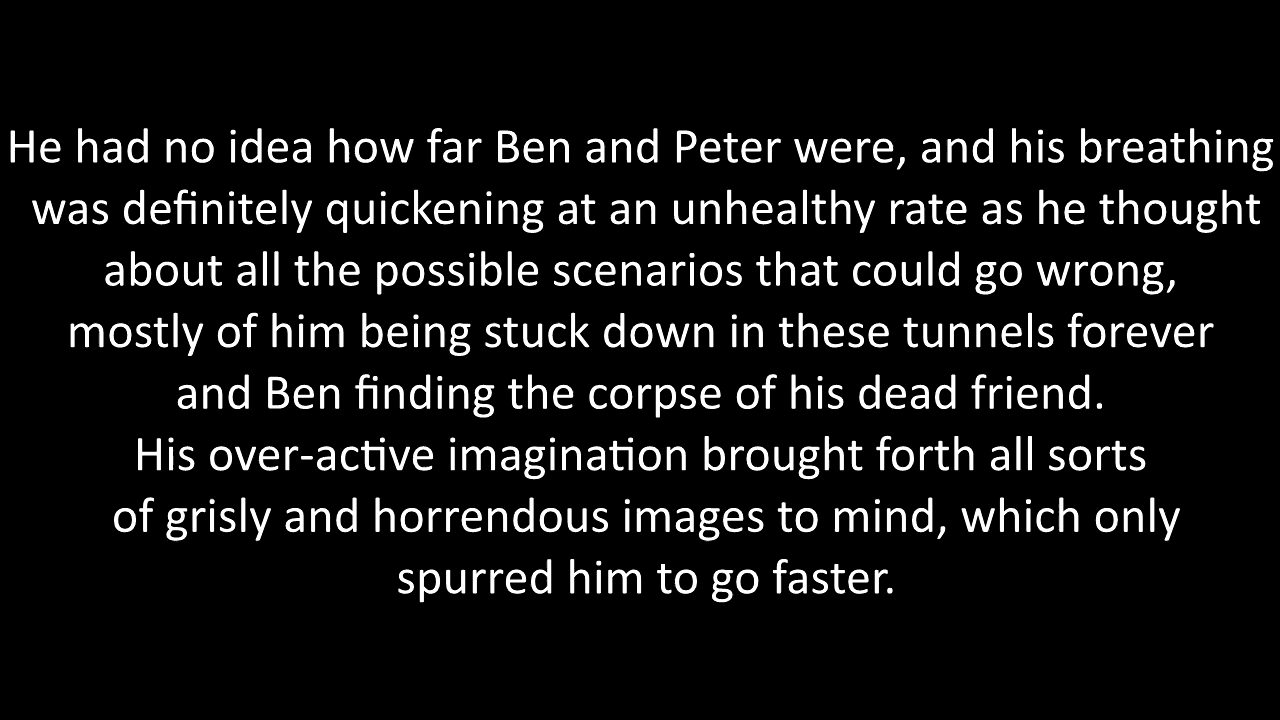 He had no idea how far Ben and Peter were, and his breathing
was definitely quickening at an unhealthy rate as he thought
about all the possible scenarios that could go wrong,
mostly of him being stuck down in these tunnels forever
and Ben finding the corpse of his dead friend.
His over-active imagination brought forth all sorts
of grisly and horrendous images to mind, which only
spurred him to go faster.